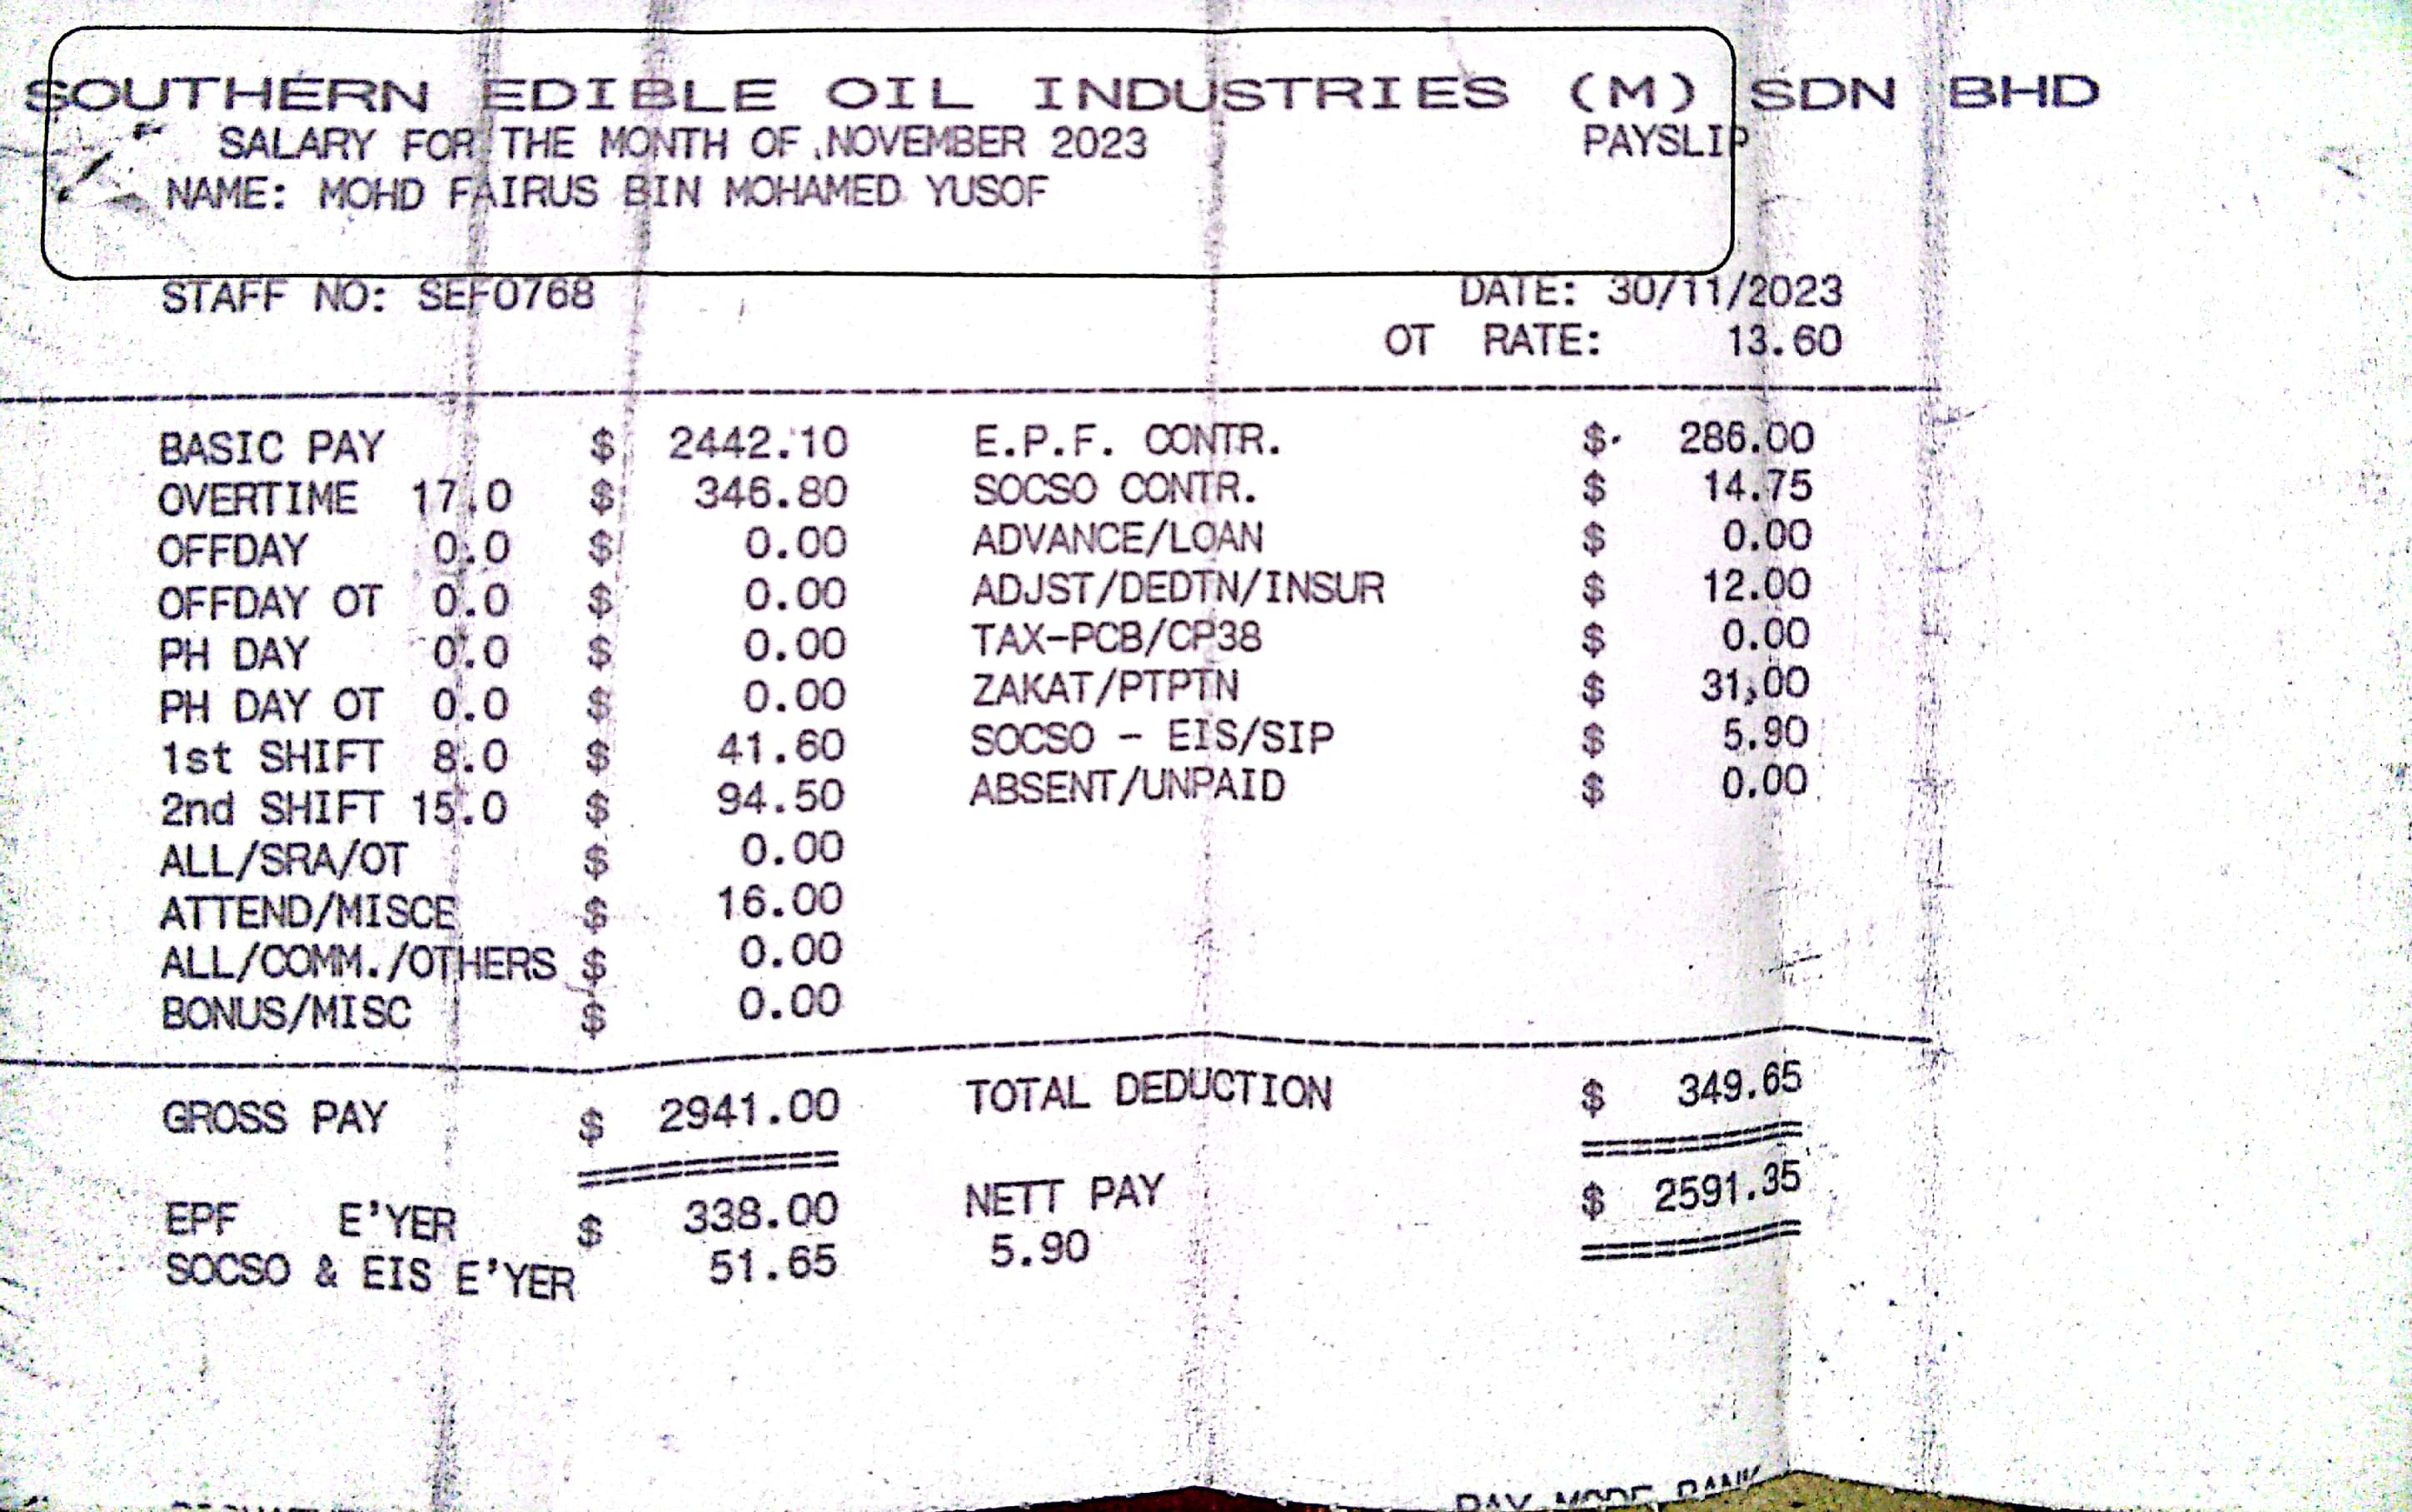 SOUTHERN EDIBLE OIL INDUSTRIES (M) SDN BHD
SALARY FOR THE MONTH OF NOVEMBER 2023 PAYSLIP
NAME: MOHD FAIRUS BIN MOHAMED YUSOF
STAFF NO: SEF0768 DATE: 30/11/2023
OT RATE: 13.60
BASIC PAY $ 2442.10 E.P.F. CONTR. $ 286.00
OVERTIME 17.0 $ 346.80 SOCSO CONTR. $ 14.75
OFFDAY 0.0 $ 0.00 ADVANCE/LOAN $ 0.00
OFFDAY OT 0.0 $ 0.00 ADJST/DEDTN/INSUR $ 12.00
PH DAY 0.0 $ 0.00 TAX-PCB/CP38 $ 0.00
PH DAY OT 0.0 $ 0.00 ZAKAT/PTPTN $ 31.00
1st SHIFT 8.0 $ 41.60 SOCSO - EIS/SIP $ 5.90
2nd SHIFT 15.0 $ 94.50 ABSENT/UNPAID $ 0.00
ALL/SRA/OT $ 0.00
ATTEND/MISCE $ 16.00
ALL/COMM./OTHERS $ 0.00
BONUS/MISC $ 0.00
GROSS PAY $ 2941.00 TOTAL DEDUCTION $ 349.65
EPF E'YER $ 338.00 NETT PAY $ 2591.35
SOCSO & EIS E'YER 51.65 5.90
PAY MODE BANK